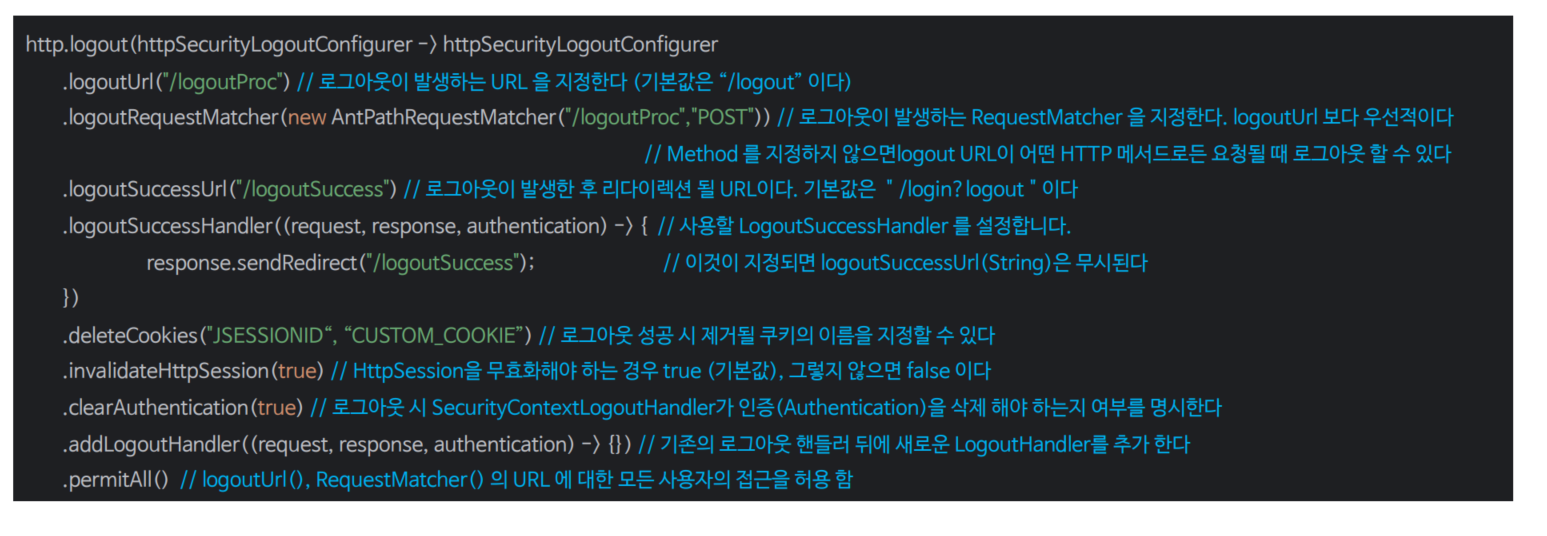 http.logout(httpSecurityLogoutConfigurer -> httpSecurityLogoutConfigurer
.logoutUrl("/logoutProc") // 로그아웃이 발생하는 URL 을 지정한다 (기본값은 “/logout” 이다)
.logoutRequestMatcher(new AntPathRequestMatcher("/logoutProc","POST")) // 로그아웃이 발생하는 RequestMatcher 을 지정한다. logoutUrl 보다 우선적이다
// Method 를 지정하지 않으면logout URL이 어떤 HTTP 메서드로든 요청될 때 로그아웃 할 수 있다
.logoutSuccessUrl("/logoutSuccess") // 로그아웃이 발생한 후 리다이렉션 될 URL이다. 기본값은 " /login?logout " 이다
.logoutSuccessHandler((request, response, authentication) -> { // 사용할 LogoutSuccessHandler 를 설정합니다.
response.sendRedirect("/logoutSuccess"); // 이것이 지정되면 logoutSuccessUrl(String)은 무시된다
})
.deleteCookies("JSESSIONID“, “CUSTOM_COOKIE”) // 로그아웃 성공 시 제거될 쿠키의 이름을 지정할 수 있다
.invalidateHttpSession(true) // HttpSession을 무효화해야 하는 경우 true (기본값), 그렇지 않으면 false 이다
.clearAuthentication(true) // 로그아웃 시 SecurityContextLogoutHandler가 인증(Authentication)을 삭제 해야 하는지 여부를 명시한다
.addLogoutHandler((request, response, authentication) -> {}) // 기존의 로그아웃 핸들러 뒤에 새로운 LogoutHandler를 추가 한다
.permitAll() // logoutUrl(), RequestMatcher() 의 URL 에 대한 모든 사용자의 접근을 허용 함